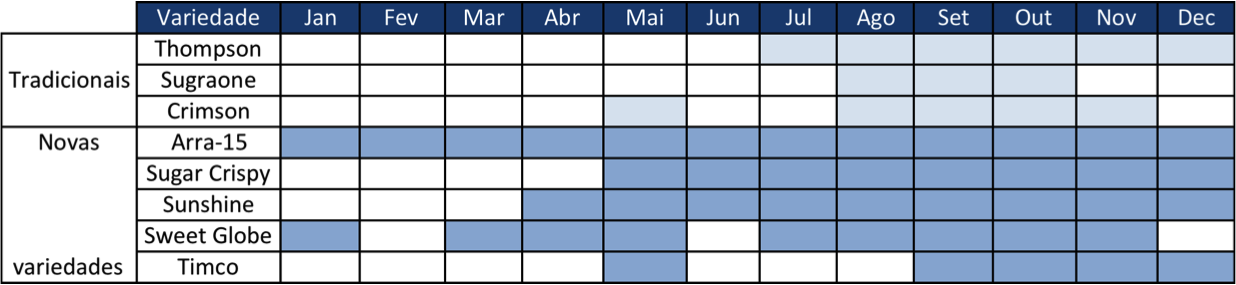 Variedade Jan Fev Mar Abr Mai Jun Jul Ago Set Out Nov Dec
Thompson
Tradicionais Sugraone
Crimson
Novas Arra-15
Sugar Crispy
Sunshine
Sweet Globe
variedades Timco